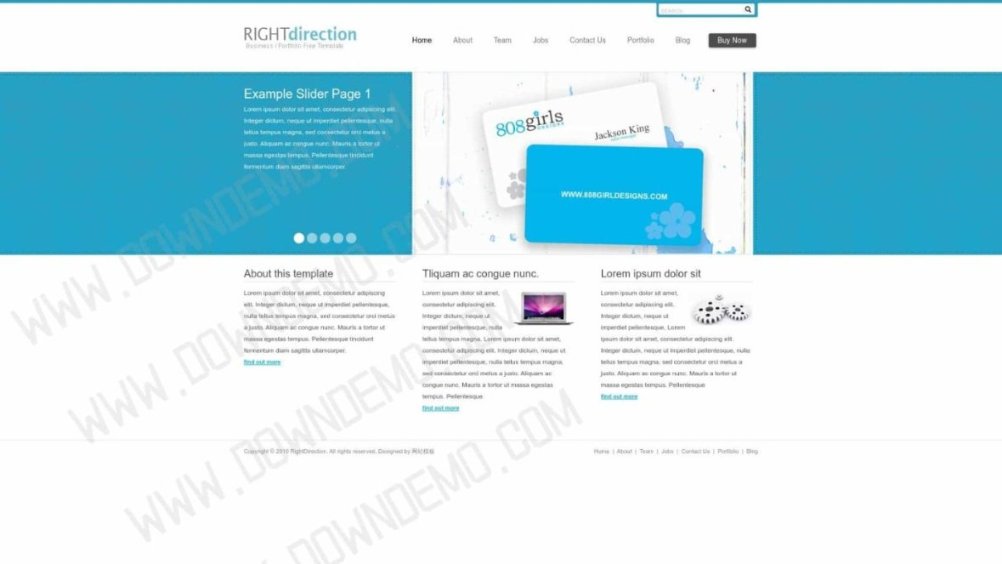 SEARCH
RIGHTdirection
Business / Portfolio Free Template
Home About Team Jobs Contact Us Portfolio Blog Buy Now
Example Slider Page 1
Lorem ipsum dolor sit amet, consectetur adipiscing elit.
Integer dictum, neque ut imperdiet pellentesque, nulla
tellus tempus magna, sed consectetur orci metus a
justo. Aliquam ac congue nunc. Mauris a tortor ut
massa egestas tempus. Pellentesque tincidunt
fermentum diam sagittis ullamcorper.
808girls
DESIGNS
Jackson King
WWW.808GIRLDESIGNS.COM
About this template
Lorem ipsum dolor sit amet, consectetur adipiscing
elit. Integer dictum, neque ut imperdiet pellentesque,
nulla tellus tempus magna, sed consectetur orci metus
a justo. Aliquam ac congue nunc. Mauris a tortor ut
massa egestas tempus. Pellentesque tincidunt
fermentum diam sagittis ullamcorper.
find out more
Tliquam ac congue nunc.
Lorem ipsum dolor sit amet,
consectetur adipiscing elit.
Integer dictum, neque ut
imperdiet pellentesque, nulla
tellus tempus magna. Lorem ipsum dolor sit amet,
consectetur adipiscing elit. Integer dictum, neque ut
imperdiet pellentesque, nulla tellus tempus magna, sed
consectetur orci metus a justo. Aliquam ac congue
nunc. Mauris a tortor ut massa egestas
tempus. Pellentesque
find out more
Lorem ipsum dolor sit
Lorem ipsum dolor sit amet,
consectetur adipiscing elit.
Integer dictum, neque ut
imperdiet pellentesque. Lorem
ipsum dolor sit amet, consectetur adipiscing elit.
Integer dictum, neque ut imperdiet pellentesque, nulla
tellus tempus magna, sed consectetur orci metus a
justo. Aliquam ac congue nunc. Mauris a tortor ut
massa egestas tempus. Pellentesque
find out more
Copyright © 2010 RightDirection. All rights reserved. Designed by 网站模板
Home | About | Team | Jobs | Contact Us | Portfolio | Blog
WWW.DOWNDEMO.COM
WWW.DOWNDEMO.COM
WWW.DOWNDEMO.COM
WWW.DOWNDEMO.COM